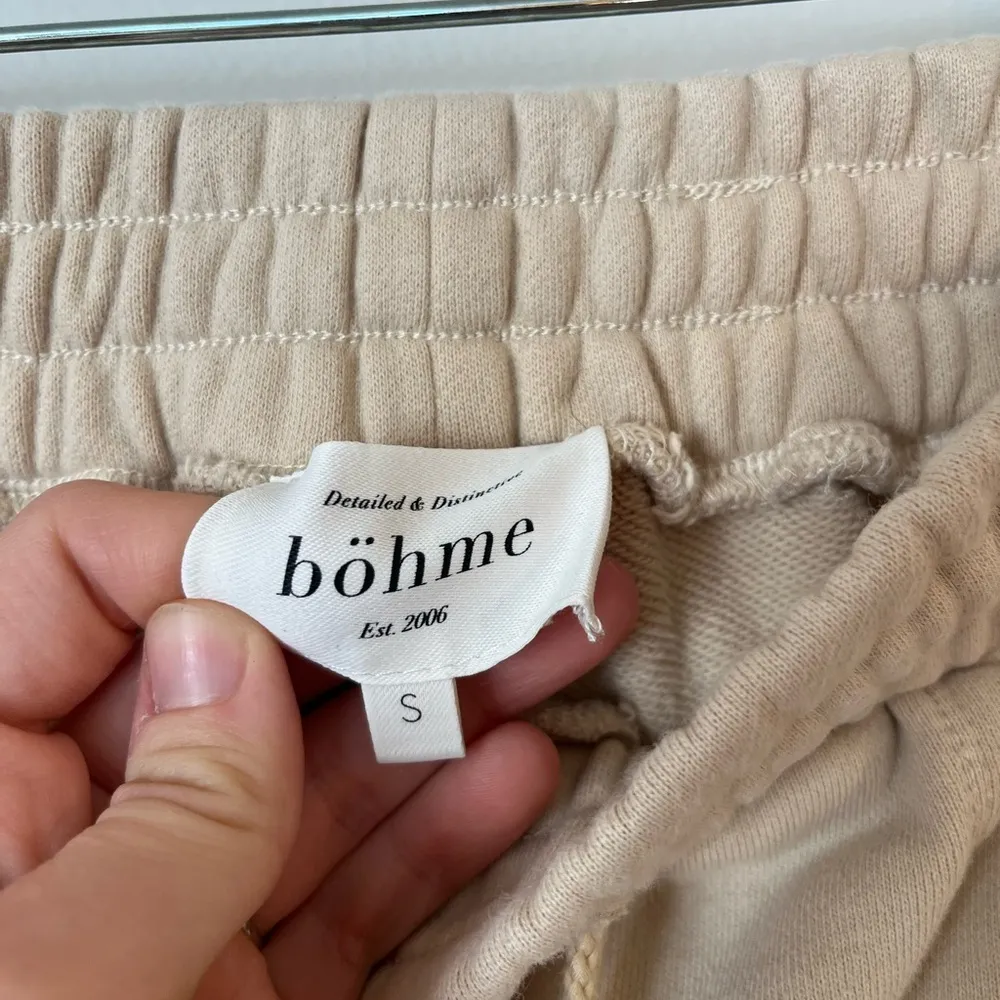 Detailed & Distinctive
böhme
Est. 2006
S